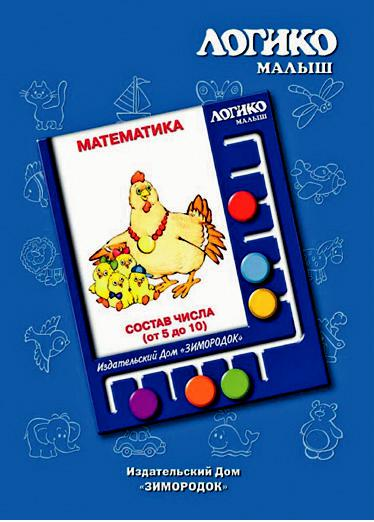 ЛОГИКО
МАЛЫШ
МАТЕМАТИКА
ЛОГИКО
МАЛЫШ
СОСТАВ ЧИСЛА
(от 5 до 10)
Издательский Дом «ЗИМОРОДОК»
Издательский Дом
«ЗИМОРОДОК»